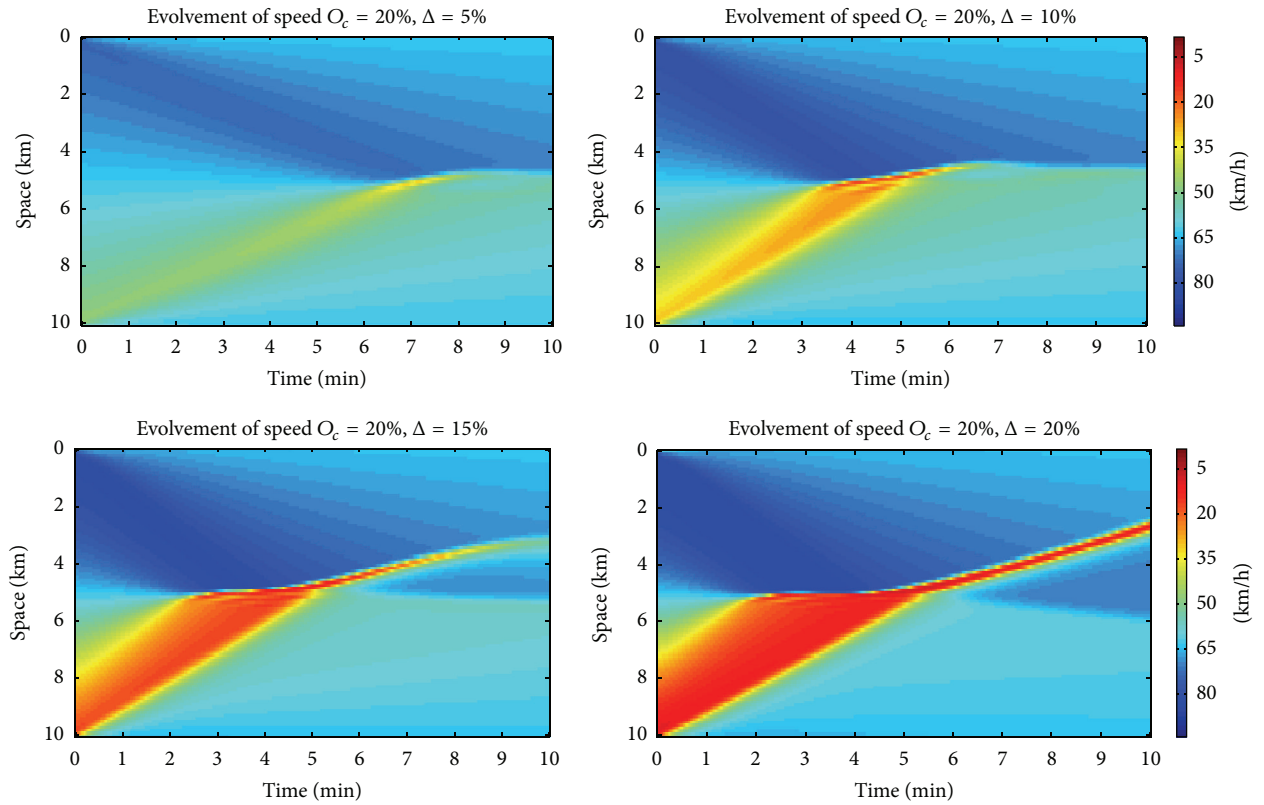 Evolvement of speed O_c = 20%, Δ = 5%
0
2
4
6
8
10
Space (km)
0 1 2 3 4 5 6 7 8 9 10
Time (min)
Evolvement of speed O_c = 20%, Δ = 10%
0
2
4
6
8
10
Space (km)
0 1 2 3 4 5 6 7 8 9 10
Time (min)
5
20
35
50
65
80
(km/h)
Evolvement of speed O_c = 20%, Δ = 15%
0
2
4
6
8
10
Space (km)
0 1 2 3 4 5 6 7 8 9 10
Time (min)
Evolvement of speed O_c = 20%, Δ = 20%
0
2
4
6
8
10
Space (km)
0 1 2 3 4 5 6 7 8 9 10
Time (min)
5
20
35
50
65
80
(km/h)